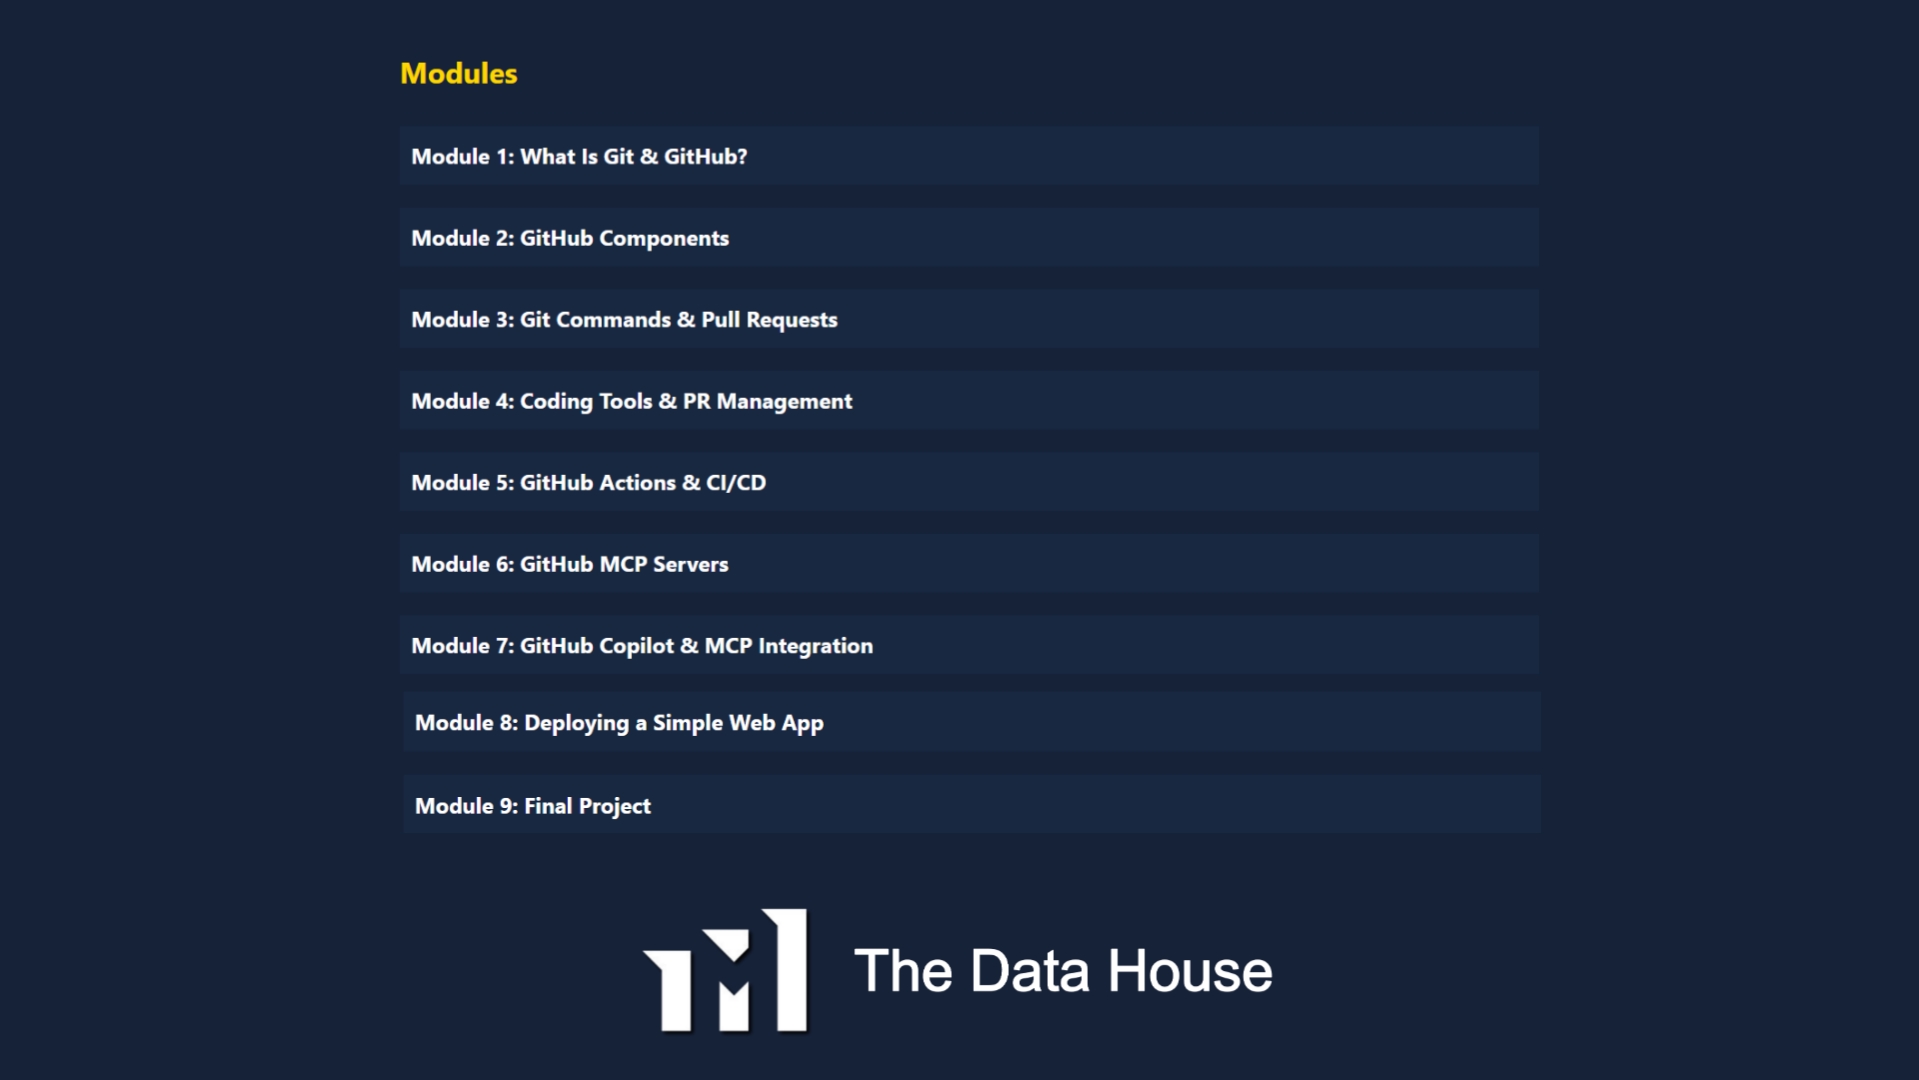 Modules
Module 1: What Is Git & GitHub?
Module 2: GitHub Components
Module 3: Git Commands & Pull Requests
Module 4: Coding Tools & PR Management
Module 5: GitHub Actions & CI/CD
Module 6: GitHub MCP Servers
Module 7: GitHub Copilot & MCP Integration
Module 8: Deploying a Simple Web App
Module 9: Final Project
The Data House